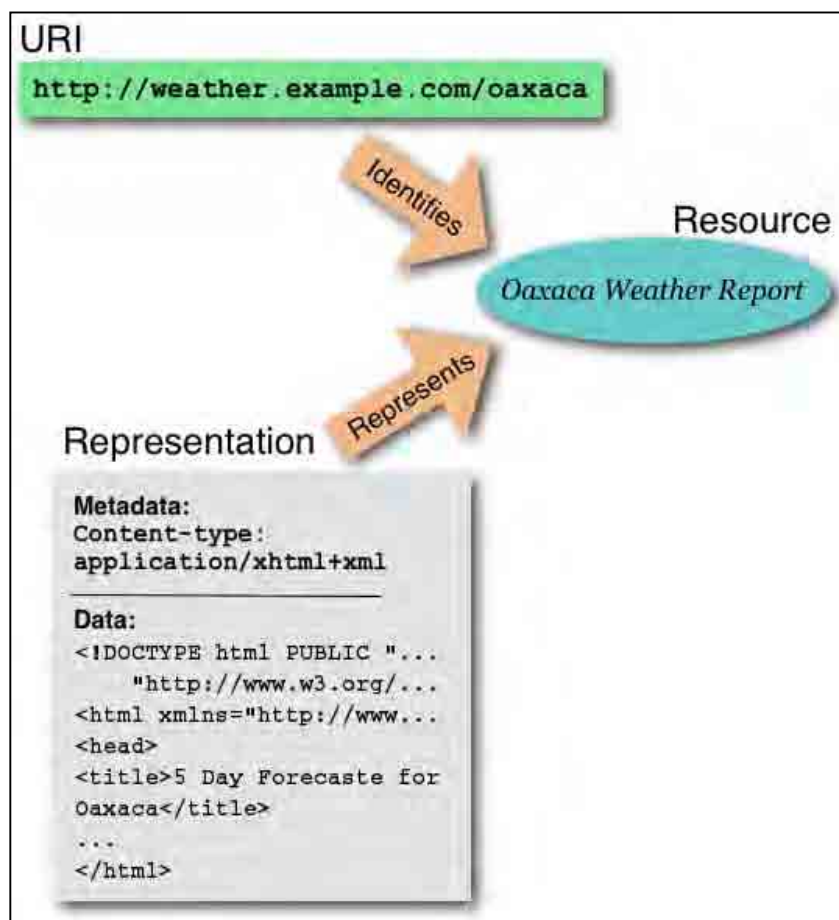 URI
http://weather.example.com/oaxaca
Identifies
Resource
Oaxaca Weather Report
Represents
Representation
Metadata:
Content-type:
application/xhtml+xml
Data:
<!DOCTYPE html PUBLIC "...
"http://www.w3.org/...
<html xmlns="http://www...
<head>
<title>5 Day Forecaste for
Oaxaca</title>
...
</html>